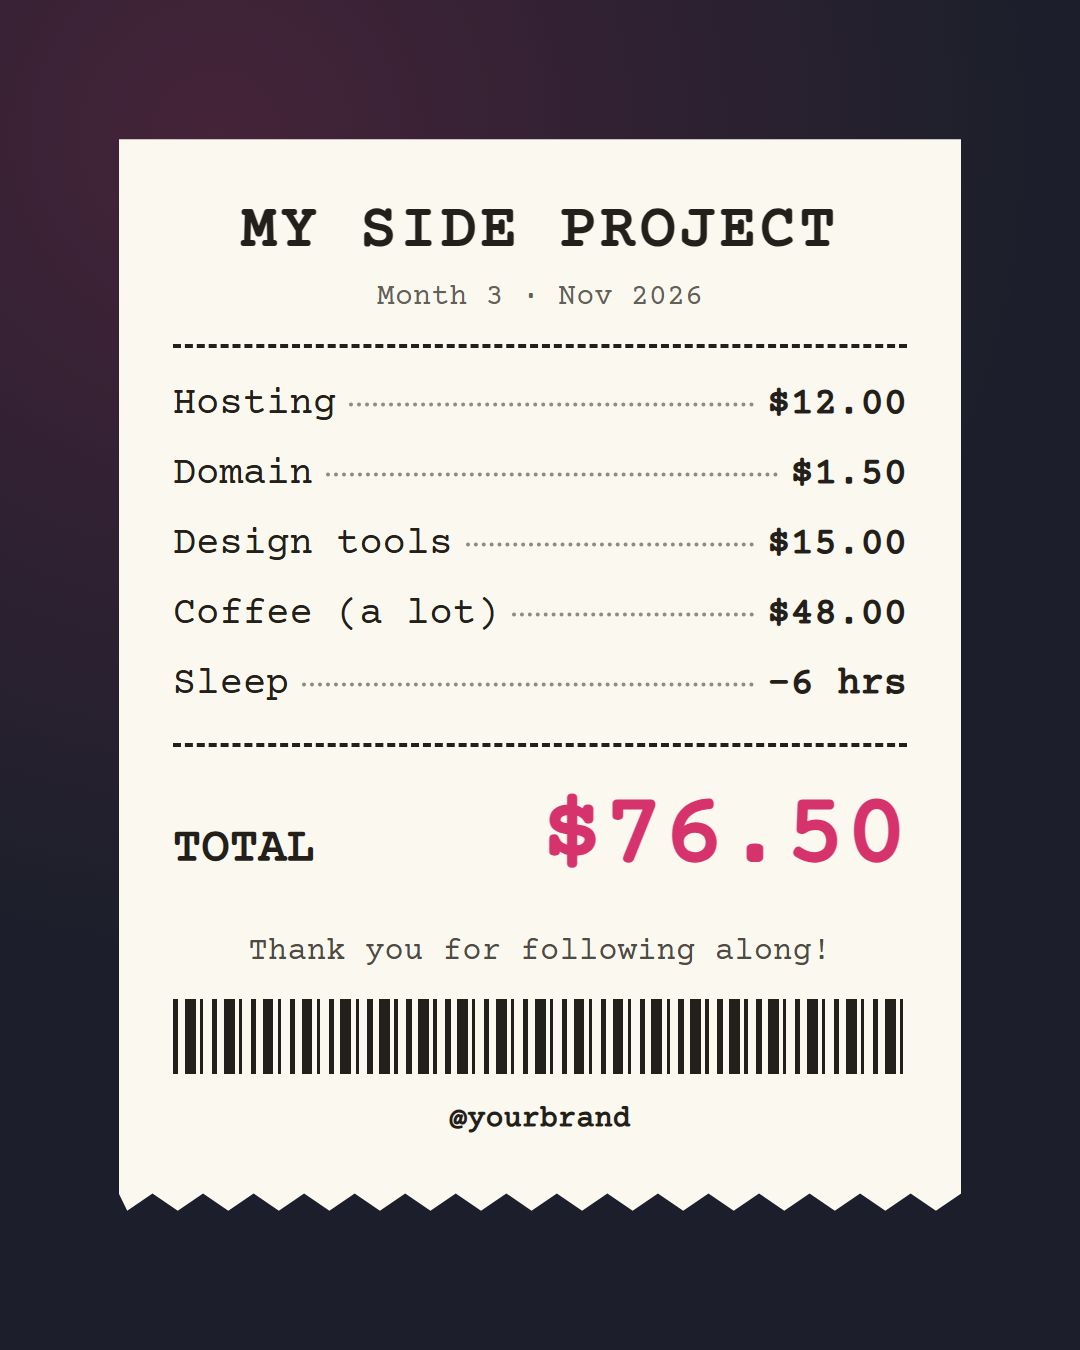 MY SIDE PROJECT
Month 3 · Nov 2026
Hosting $12.00
Domain $1.50
Design tools $15.00
Coffee (a lot) $48.00
Sleep −6 hrs
TOTAL $76.50
Thank you for following along!
@yourbrand